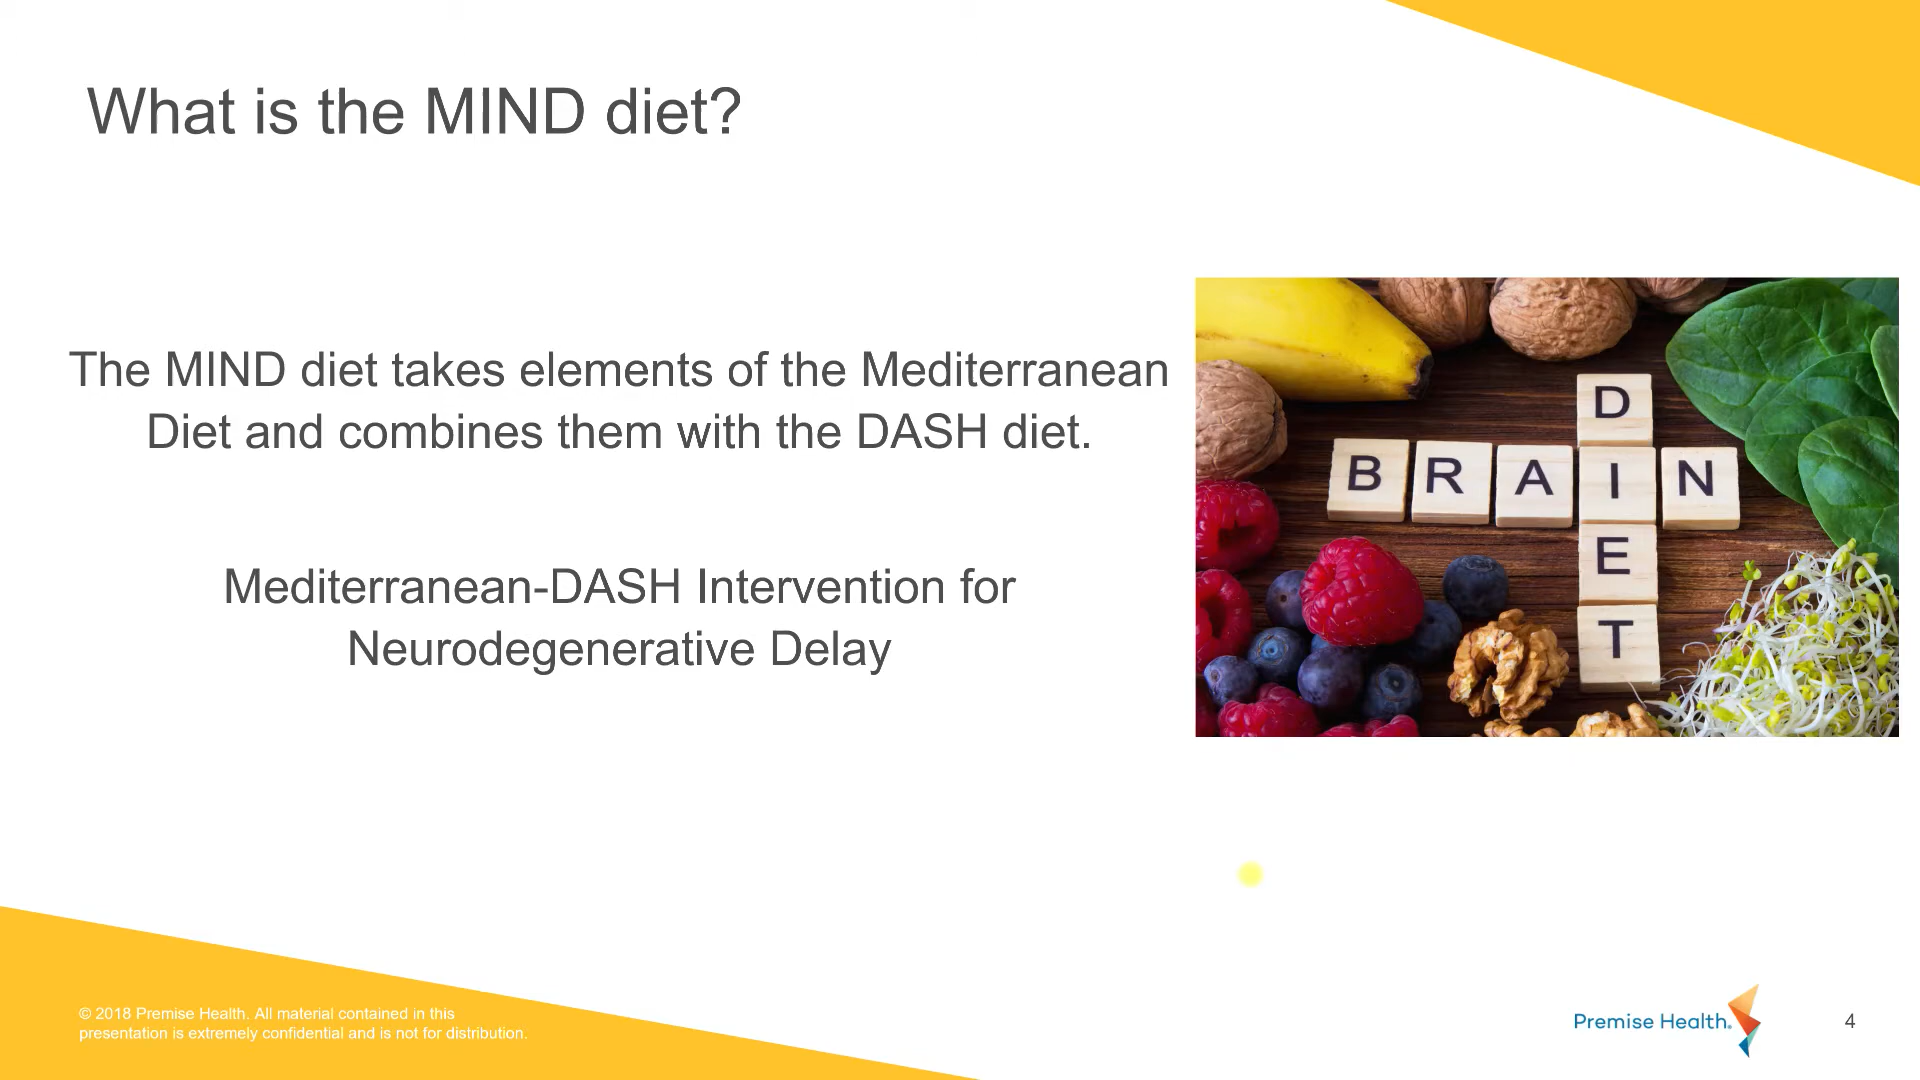 What is the MIND diet?
The MIND diet takes elements of the Mediterranean
Diet and combines them with the DASH diet.
Mediterranean-DASH Intervention for
Neurodegenerative Delay
D
BRAIN
E
T
© 2018 Premise Health. All material contained in this
presentation is extremely confidential and is not for distribution.
Premise Health.
4